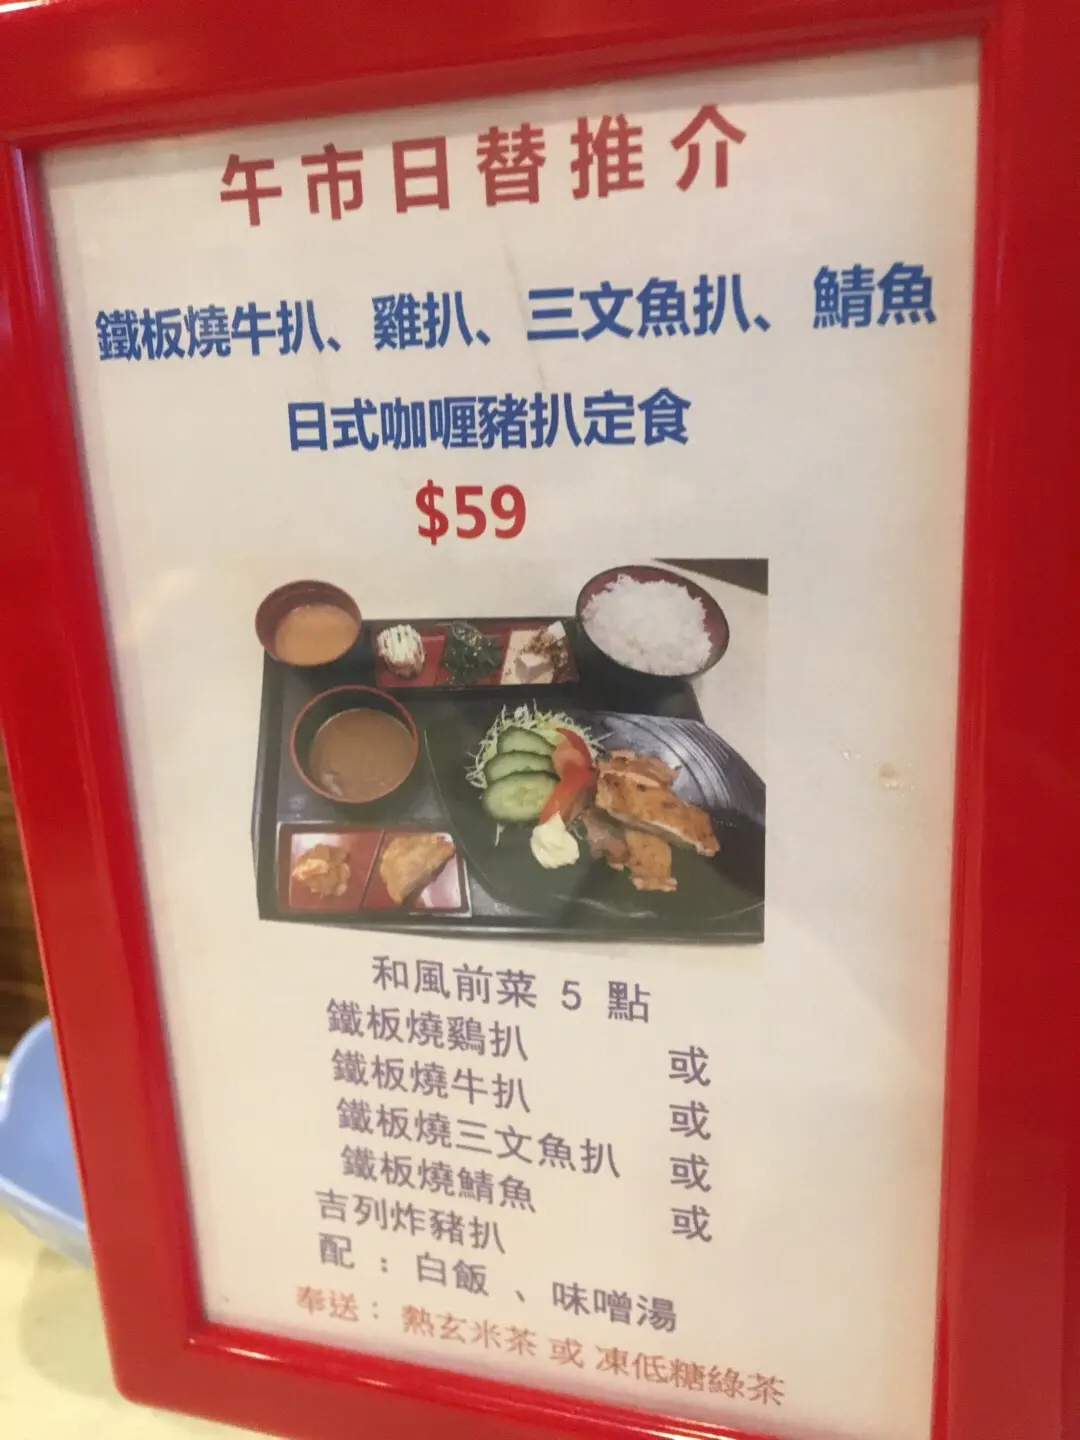 午市日替推介
鐵板燒牛扒、雞扒、三文魚扒、鯖魚
日式咖喱豬扒定食
$59
和風前菜 5 點
鐵板燒鷄扒 或
鐵板燒牛扒 或
鐵板燒三文魚扒 或
鐵板燒鯖魚 或
吉列炸豬扒
配 : 白飯 、味噌湯
奉送 : 熱玄米茶 或 凍低糖綠茶